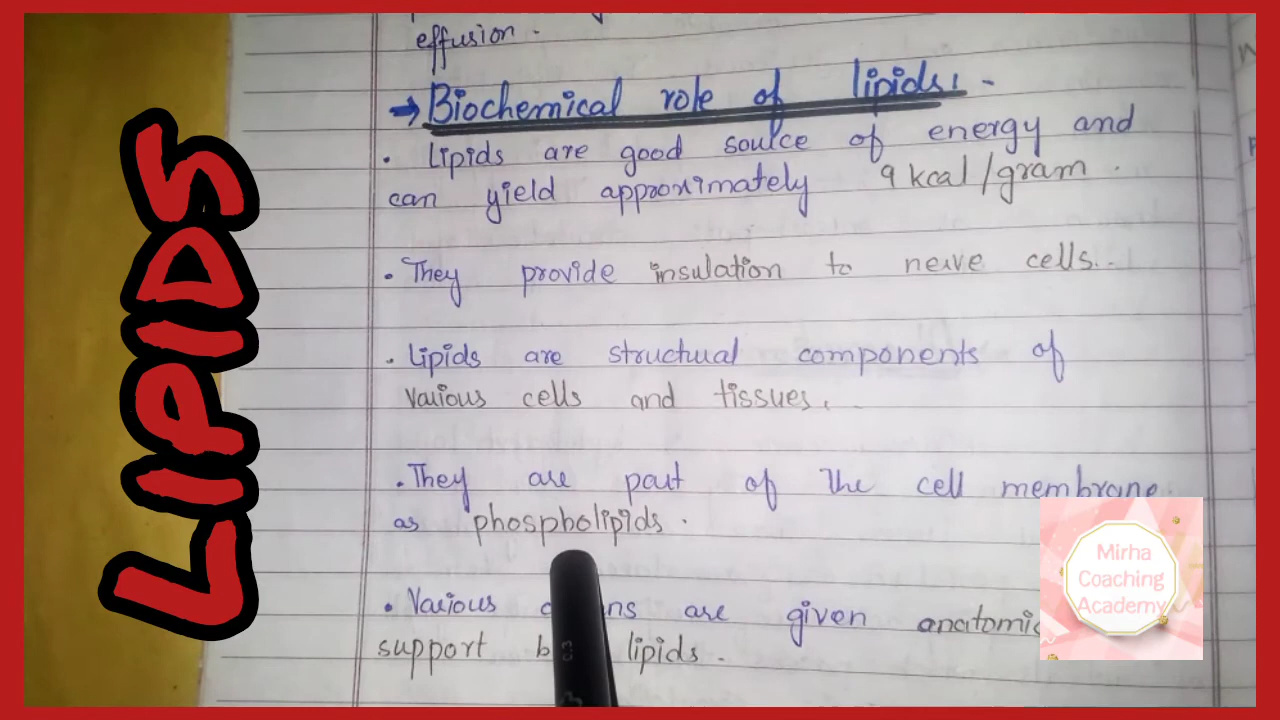 LIPIDS
effusion.
→ Biochemical role of lipids: -
• Lipids are good source of energy and
can yield approximately 9 kcal/gram.
• They provide insulation to nerve cells..
• Lipids are structual components of
various cells and tissues.
• They are part of the cell membrane
as phospholipids.
• Various are given
support lipids.
Mirha
Coaching
Academy